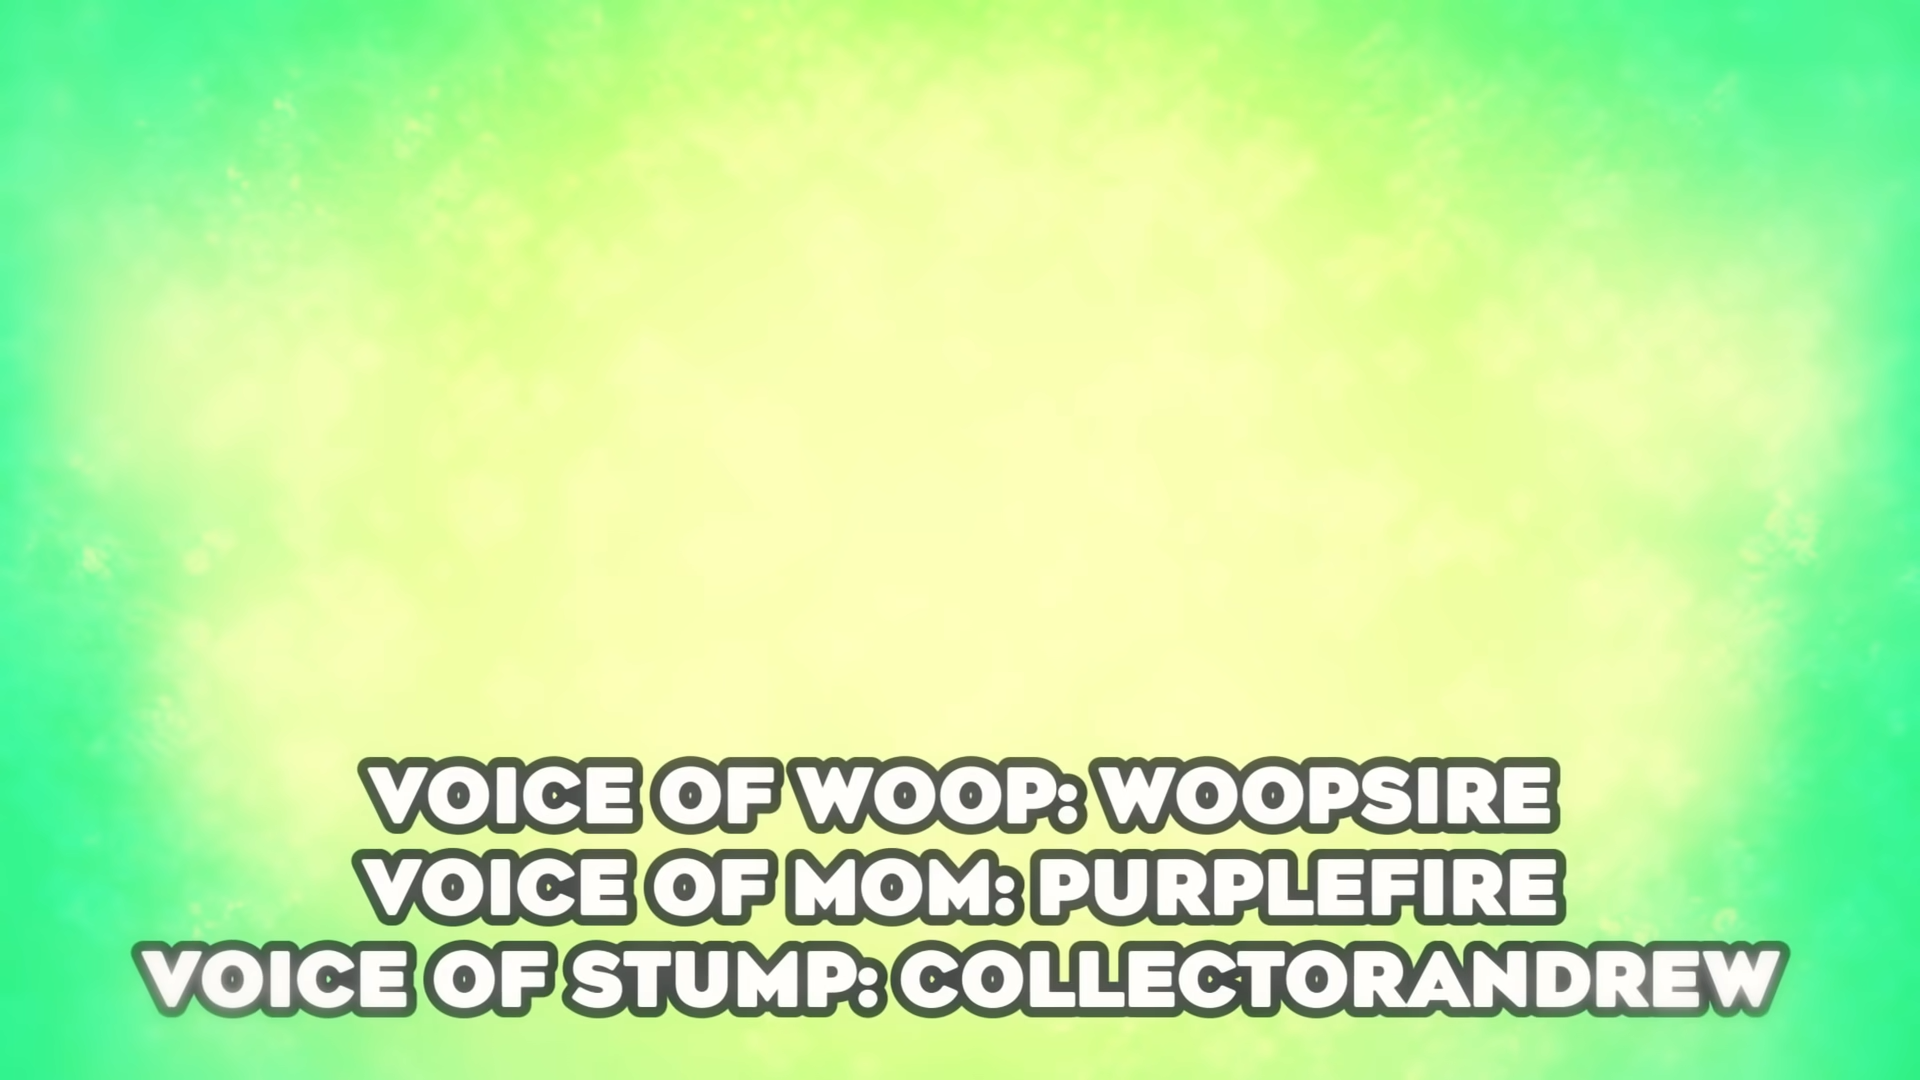 VOICE OF WOOP: WOOPSIRE
VOICE OF MOM: PURPLEFIRE
VOICE OF STUMP: COLLECTORANDREW